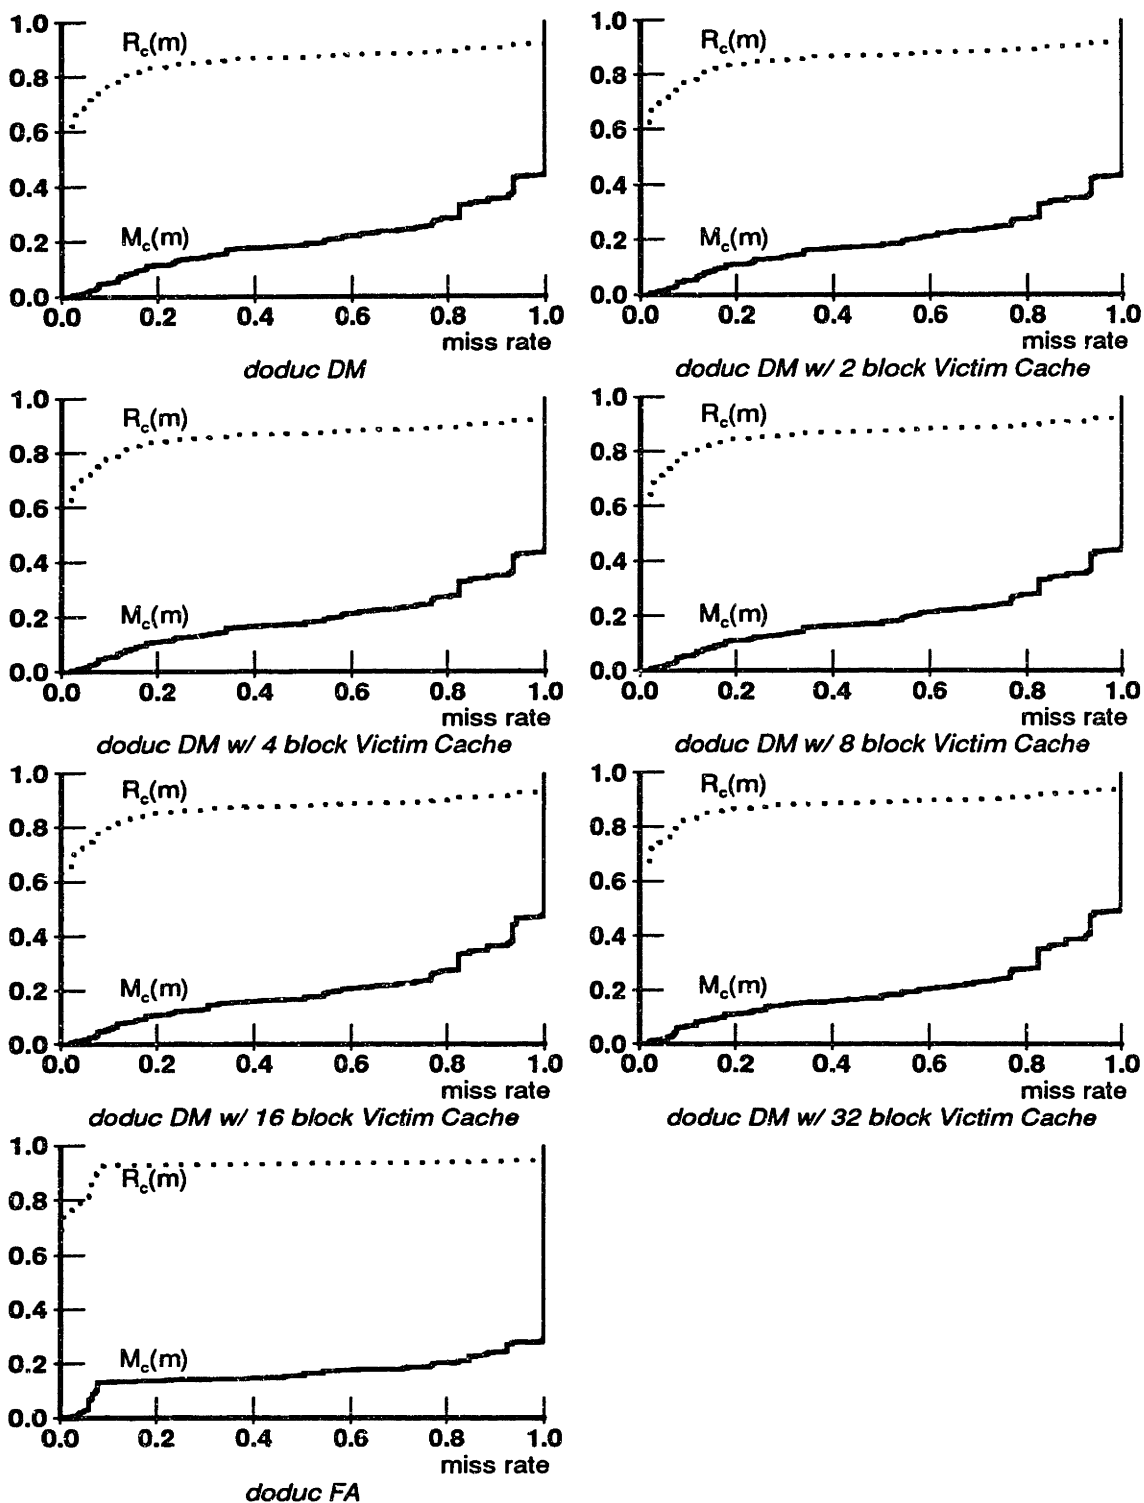 1.0
R_c(m)
0.8
0.6
0.4
M_c(m)
0.2
0.0
0.0 0.2 0.4 0.6 0.8 1.0
miss rate
doduc DM
1.0
R_c(m)
0.8
0.6
0.4
M_c(m)
0.2
0.0
0.0 0.2 0.4 0.6 0.8 1.0
miss rate
doduc DM w/ 2 block Victim Cache
1.0
R_c(m)
0.8
0.6
0.4
M_c(m)
0.2
0.0
0.0 0.2 0.4 0.6 0.8 1.0
miss rate
doduc DM w/ 4 block Victim Cache
1.0
R_c(m)
0.8
0.6
0.4
M_c(m)
0.2
0.0
0.0 0.2 0.4 0.6 0.8 1.0
miss rate
doduc DM w/ 8 block Victim Cache
1.0
R_c(m)
0.8
0.6
0.4
M_c(m)
0.2
0.0
0.0 0.2 0.4 0.6 0.8 1.0
miss rate
doduc DM w/ 16 block Victim Cache
1.0
R_c(m)
0.8
0.6
0.4
M_c(m)
0.2
0.0
0.0 0.2 0.4 0.6 0.8 1.0
miss rate
doduc DM w/ 32 block Victim Cache
1.0
R_c(m)
0.8
0.6
0.4
M_c(m)
0.2
0.0
0.0 0.2 0.4 0.6 0.8 1.0
miss rate
doduc FA